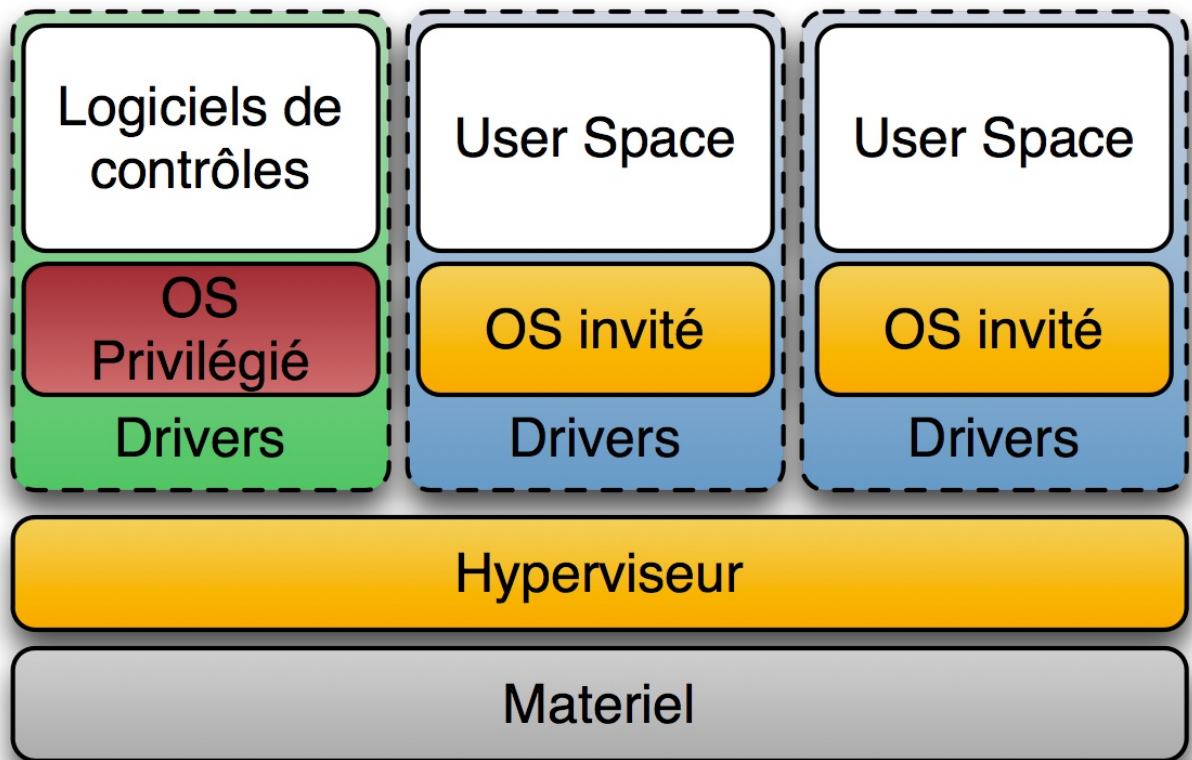 Logiciels de
contrôles
OS
Privilégié
Drivers
User Space
OS invité
Drivers
User Space
OS invité
Drivers
Hyperviseur
Materiel